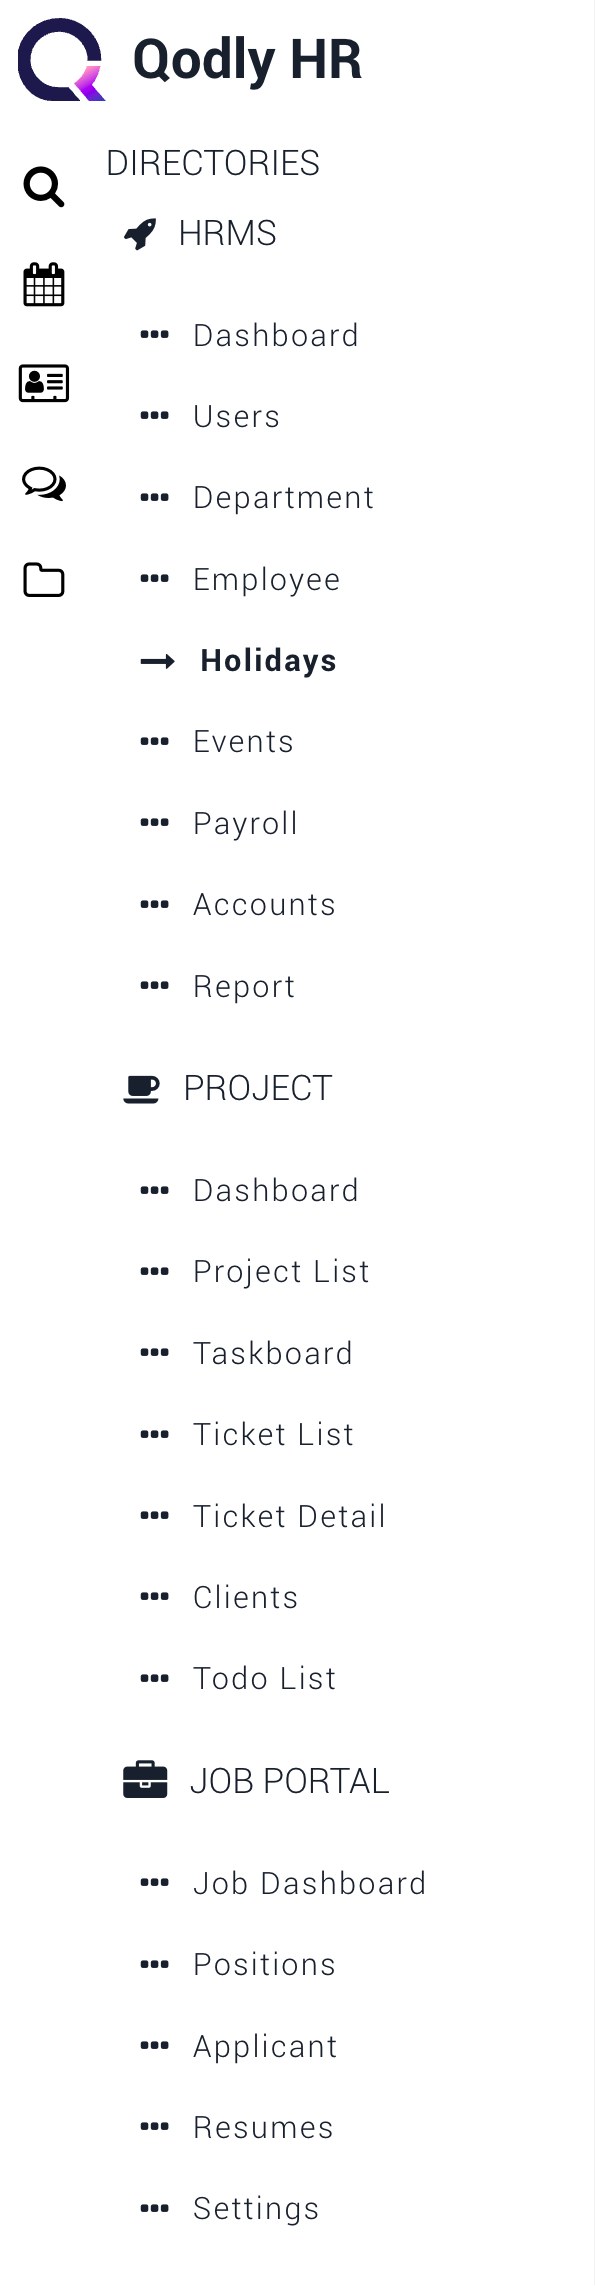 Qodly HR
DIRECTORIES
HRMS
Dashboard
Users
Department
Employee
Holidays
Events
Payroll
Accounts
Report
PROJECT
Dashboard
Project List
Taskboard
Ticket List
Ticket Detail
Clients
Todo List
JOB PORTAL
Job Dashboard
Positions
Applicant
Resumes
Settings